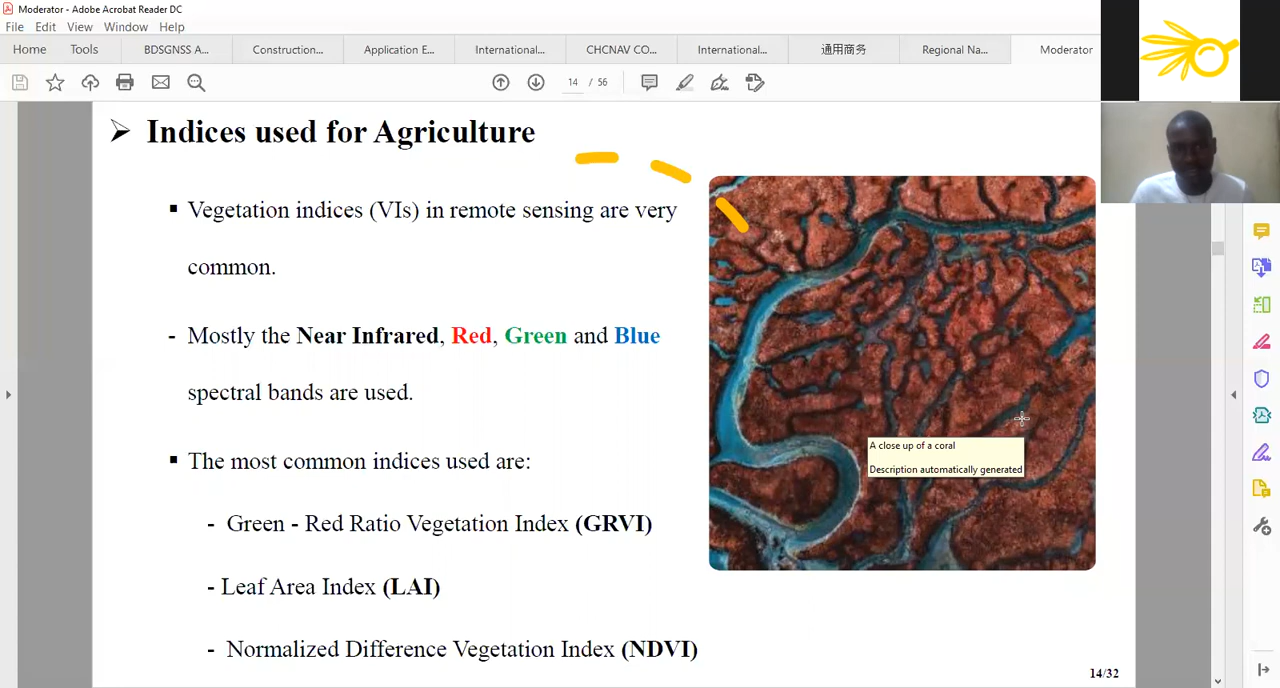 Moderator - Adobe Acrobat Reader DC
File Edit View Window Help
Home Tools BDSGNSS A... Construction... Application E... International... CHCNAV CO... International... 通用商务 Regional Na... Moderator
14 / 56
➢ Indices used for Agriculture
▪ Vegetation indices (VIs) in remote sensing are very
common.
- Mostly the Near Infrared, Red, Green and Blue
spectral bands are used.
▪ The most common indices used are:
- Green - Red Ratio Vegetation Index (GRVI)
- Leaf Area Index (LAI)
- Normalized Difference Vegetation Index (NDVI)
A close up of a coral
Description automatically generated
14/32